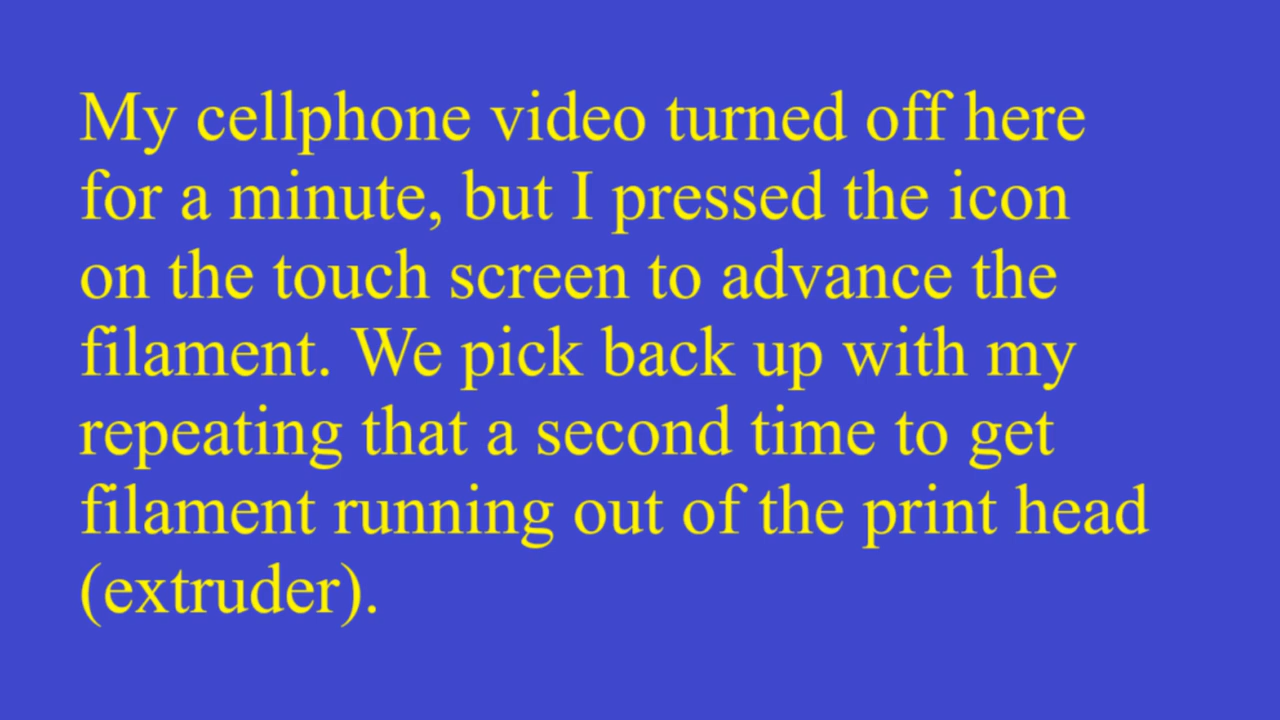 My cellphone video turned off here
for a minute, but I pressed the icon
on the touch screen to advance the
filament. We pick back up with my
repeating that a second time to get
filament running out of the print head
(extruder).